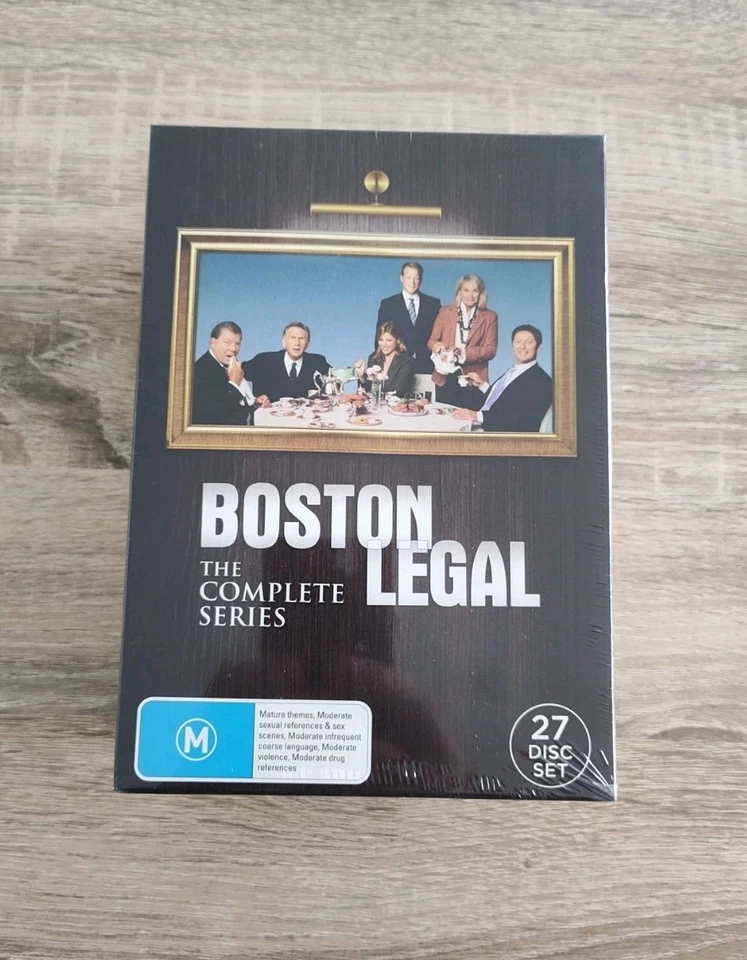 BOSTON
LEGAL
THE
COMPLETE
SERIES
M
Mature themes, Moderate
sexual references & sex
scenes, Moderate infrequent
coarse language, Moderate
violence, Moderate drug
references
27
DISC
SET